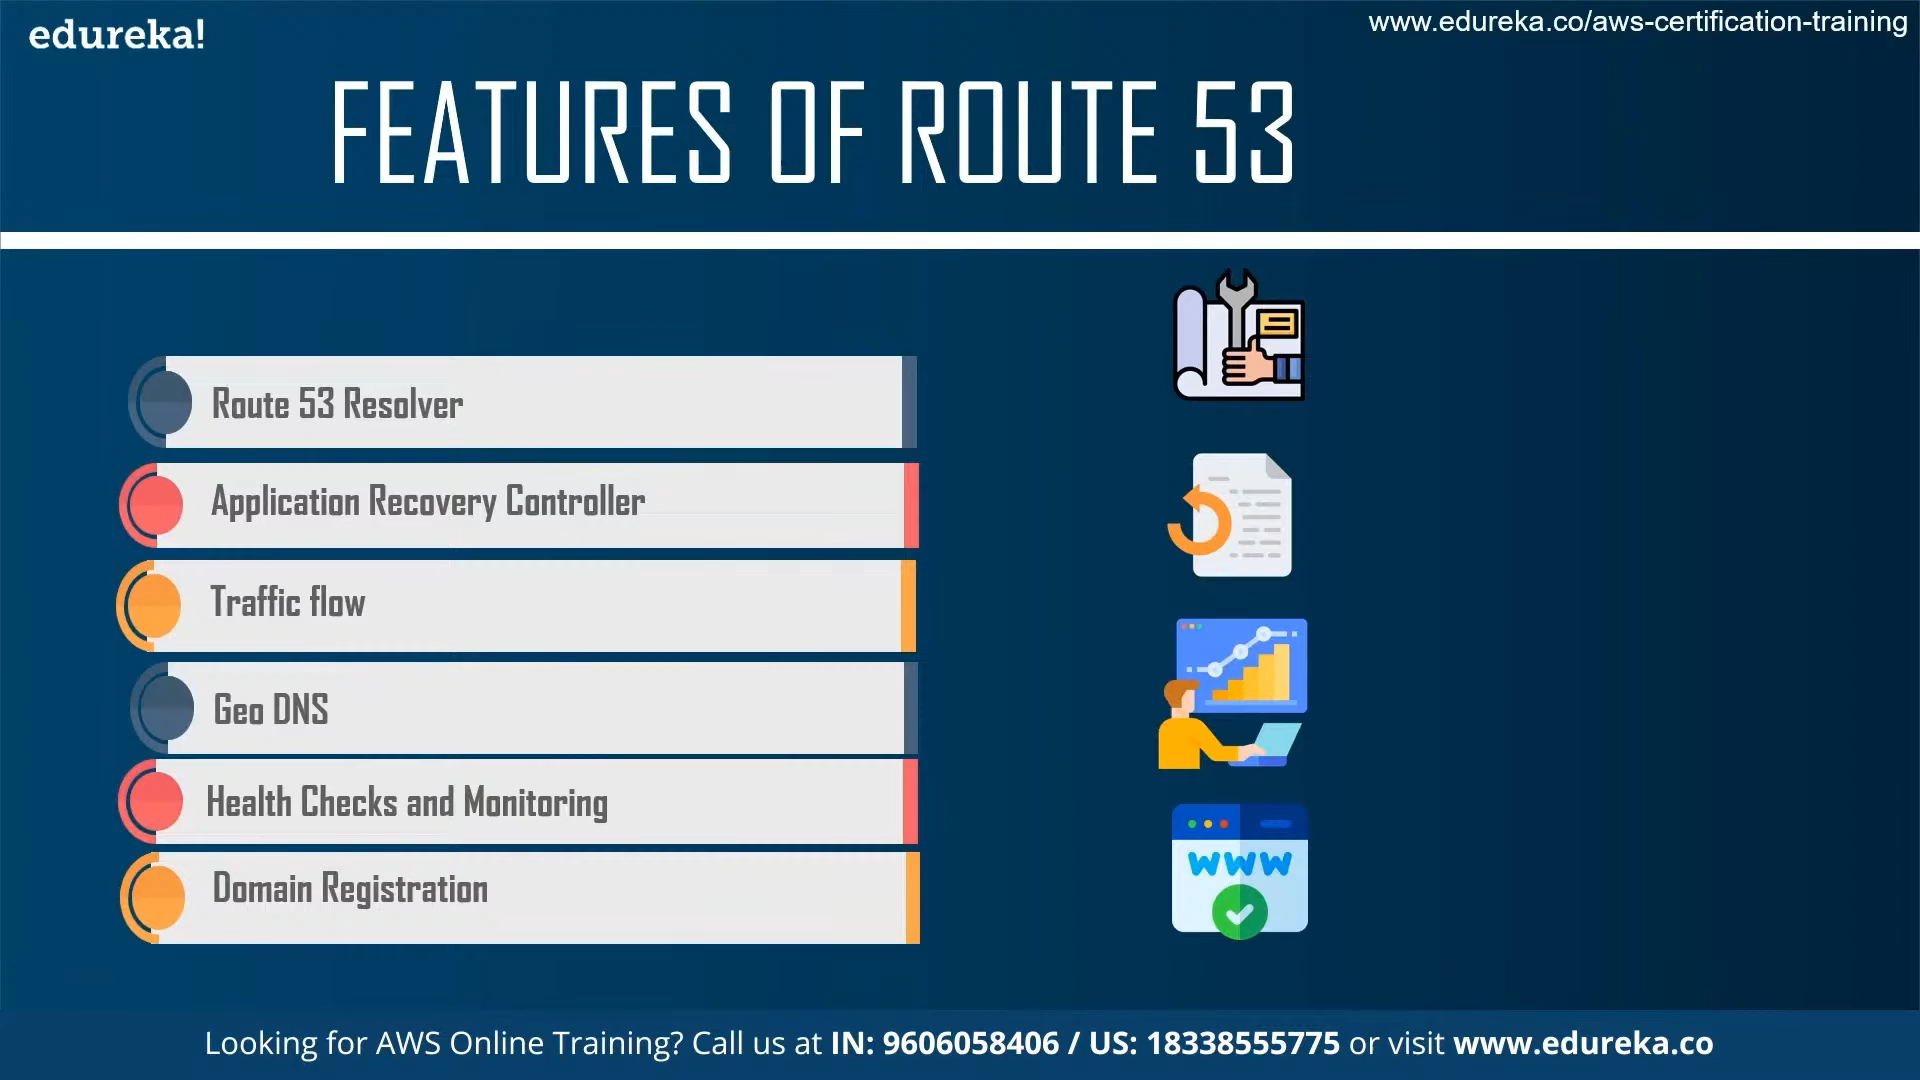 edureka!
www.edureka.co/aws-certification-training
FEATURES OF ROUTE 53
Route 53 Resolver
Application Recovery Controller
Traffic flow
Geo DNS
Health Checks and Monitoring
Domain Registration
WWW
Looking for AWS Online Training? Call us at IN: 9606058406 / US: 18338555775 or visit www.edureka.co